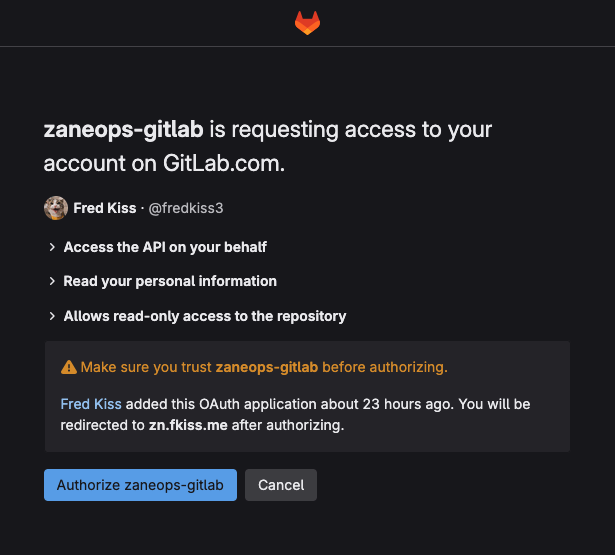 zaneops-gitlab is requesting access to your
account on GitLab.com.
Fred Kiss · @fredkiss3
Access the API on your behalf
Read your personal information
Allows read-only access to the repository
Make sure you trust zaneops-gitlab before authorizing.
Fred Kiss added this OAuth application about 23 hours ago. You will be
redirected to zn.fkiss.me after authorizing.
Authorize zaneops-gitlab
Cancel